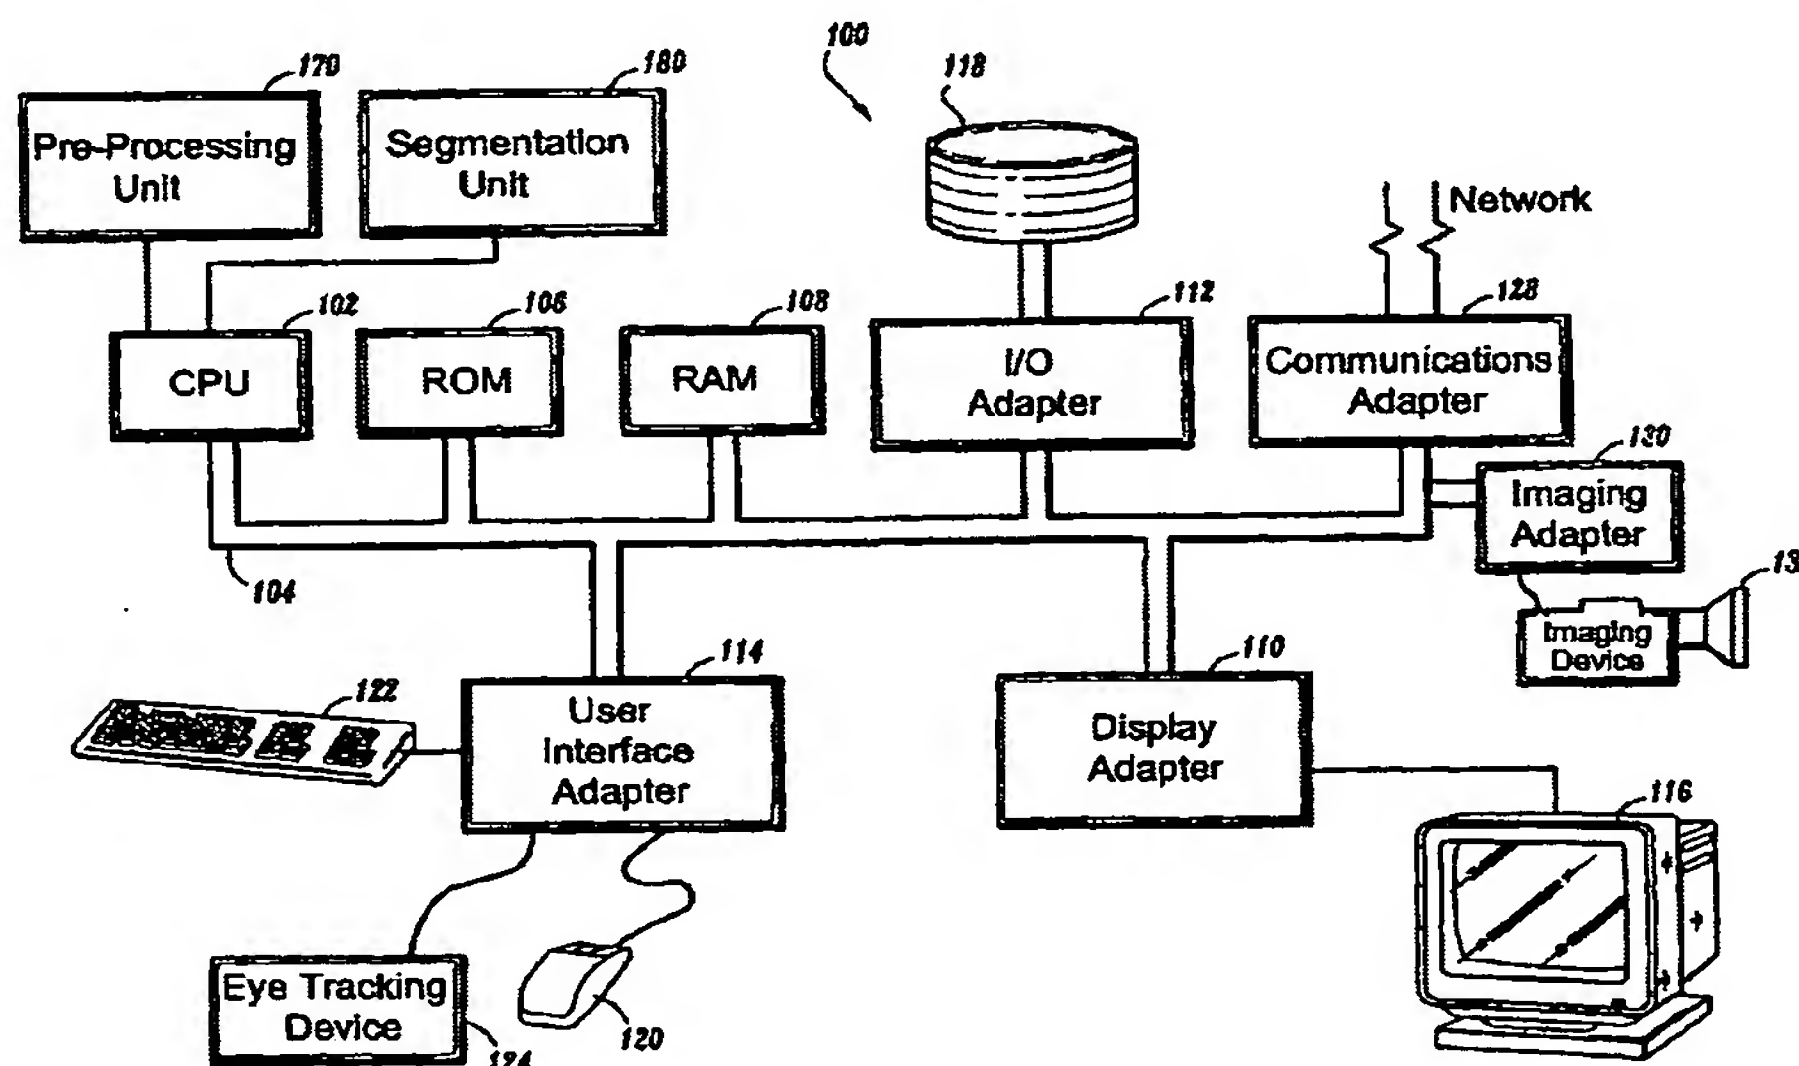 100
170
180
118
Pre-Processing
Unit
Segmentation
Unit
Network
102
106
108
112
128
CPU
ROM
RAM
I/O
Adapter
Communications
Adapter
130
Imaging
Adapter
104
Imaging
Device
114
110
122
User
Interface
Adapter
Display
Adapter
116
Eye Tracking
Device
120